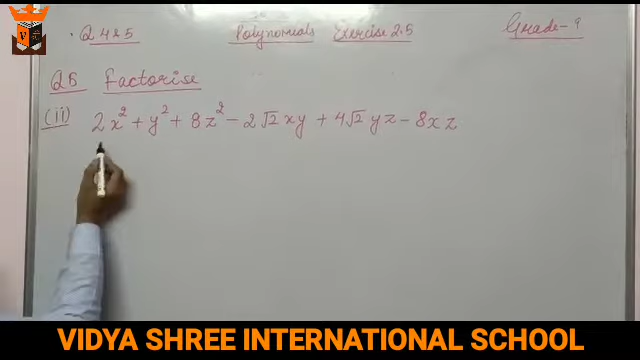 Q 4&5 Polynomials Exercise 2.5 Grade-9
Q5 Factorise
(ii) 2x² + y² + 8z² - 2√2 xy + 4√2 yz - 8xz
VIDYA SHREE INTERNATIONAL SCHOOL